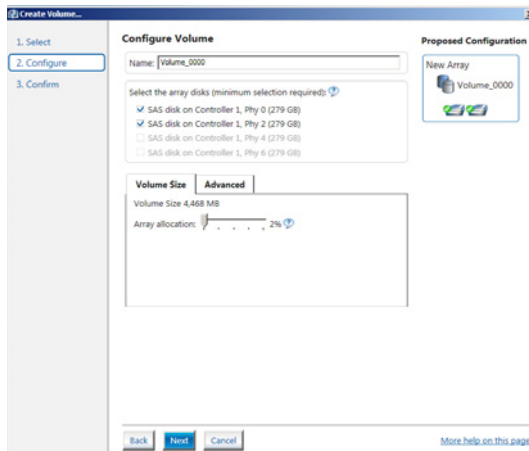 Create Volume...
1. Select
2. Configure
3. Confirm
Configure Volume
Name: Volume_0000
Select the array disks (minimum selection required):
SAS disk on Controller 1, Phy 0 (279 GB)
SAS disk on Controller 1, Phy 2 (279 GB)
SAS disk on Controller 1, Phy 4 (279 GB)
SAS disk on Controller 1, Phy 6 (279 GB)
Volume Size Advanced
Volume Size 4,468 MB
Array allocation: 2%
Proposed Configuration
New Array
Volume_0000
Back Next Cancel
More help on this page